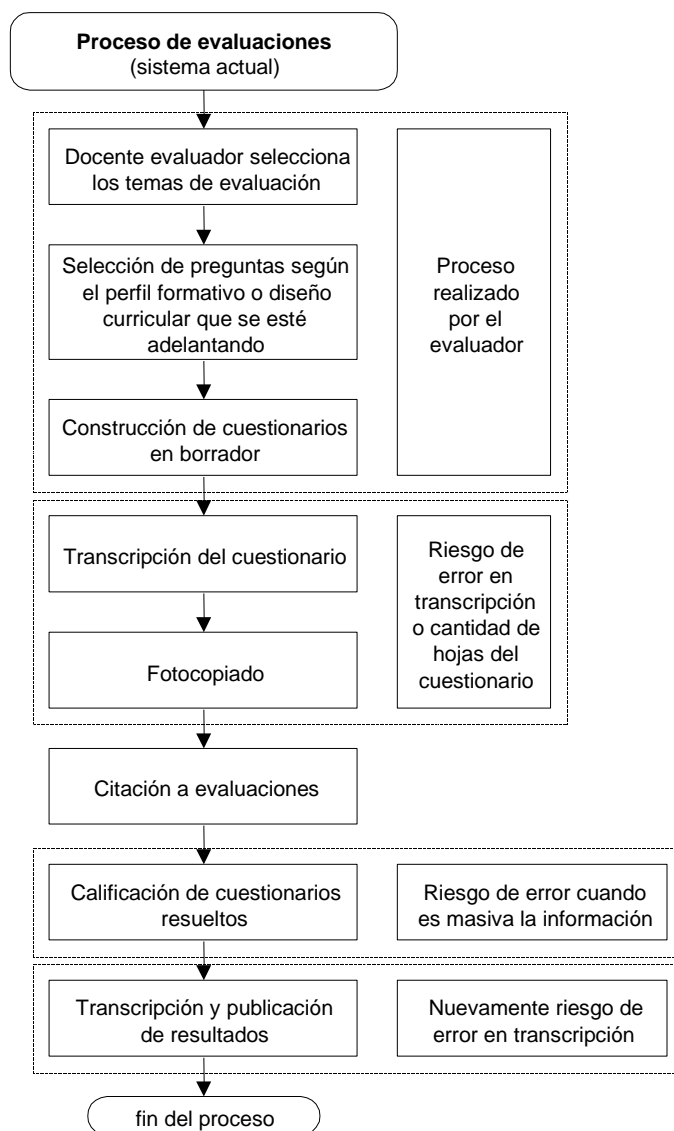 Proceso de evaluaciones
(sistema actual)
Docente evaluador selecciona
los temas de evaluación
Selección de preguntas según
el perfil formativo o diseño
curricular que se esté
adelantando
Construcción de cuestionarios
en borrador
Proceso
realizado
por el
evaluador
Transcripción del cuestionario
Fotocopiado
Riesgo de
error en
transcripción
o cantidad de
hojas del
cuestionario
Citación a evaluaciones
Calificación de cuestionarios
resueltos
Riesgo de error cuando
es masiva la información
Transcripción y publicación
de resultados
Nuevamente riesgo de
error en transcripción
fin del proceso